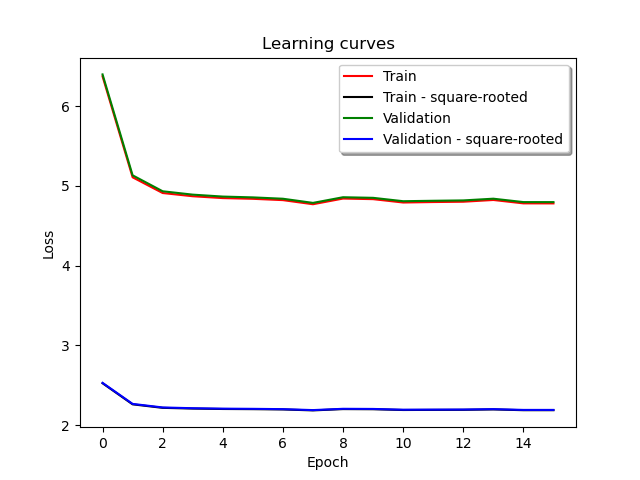 Learning curves
Train
Train - square-rooted
Validation
Validation - square-rooted
6
5
4
3
2
Loss
0 2 4 6 8 10 12 14
Epoch